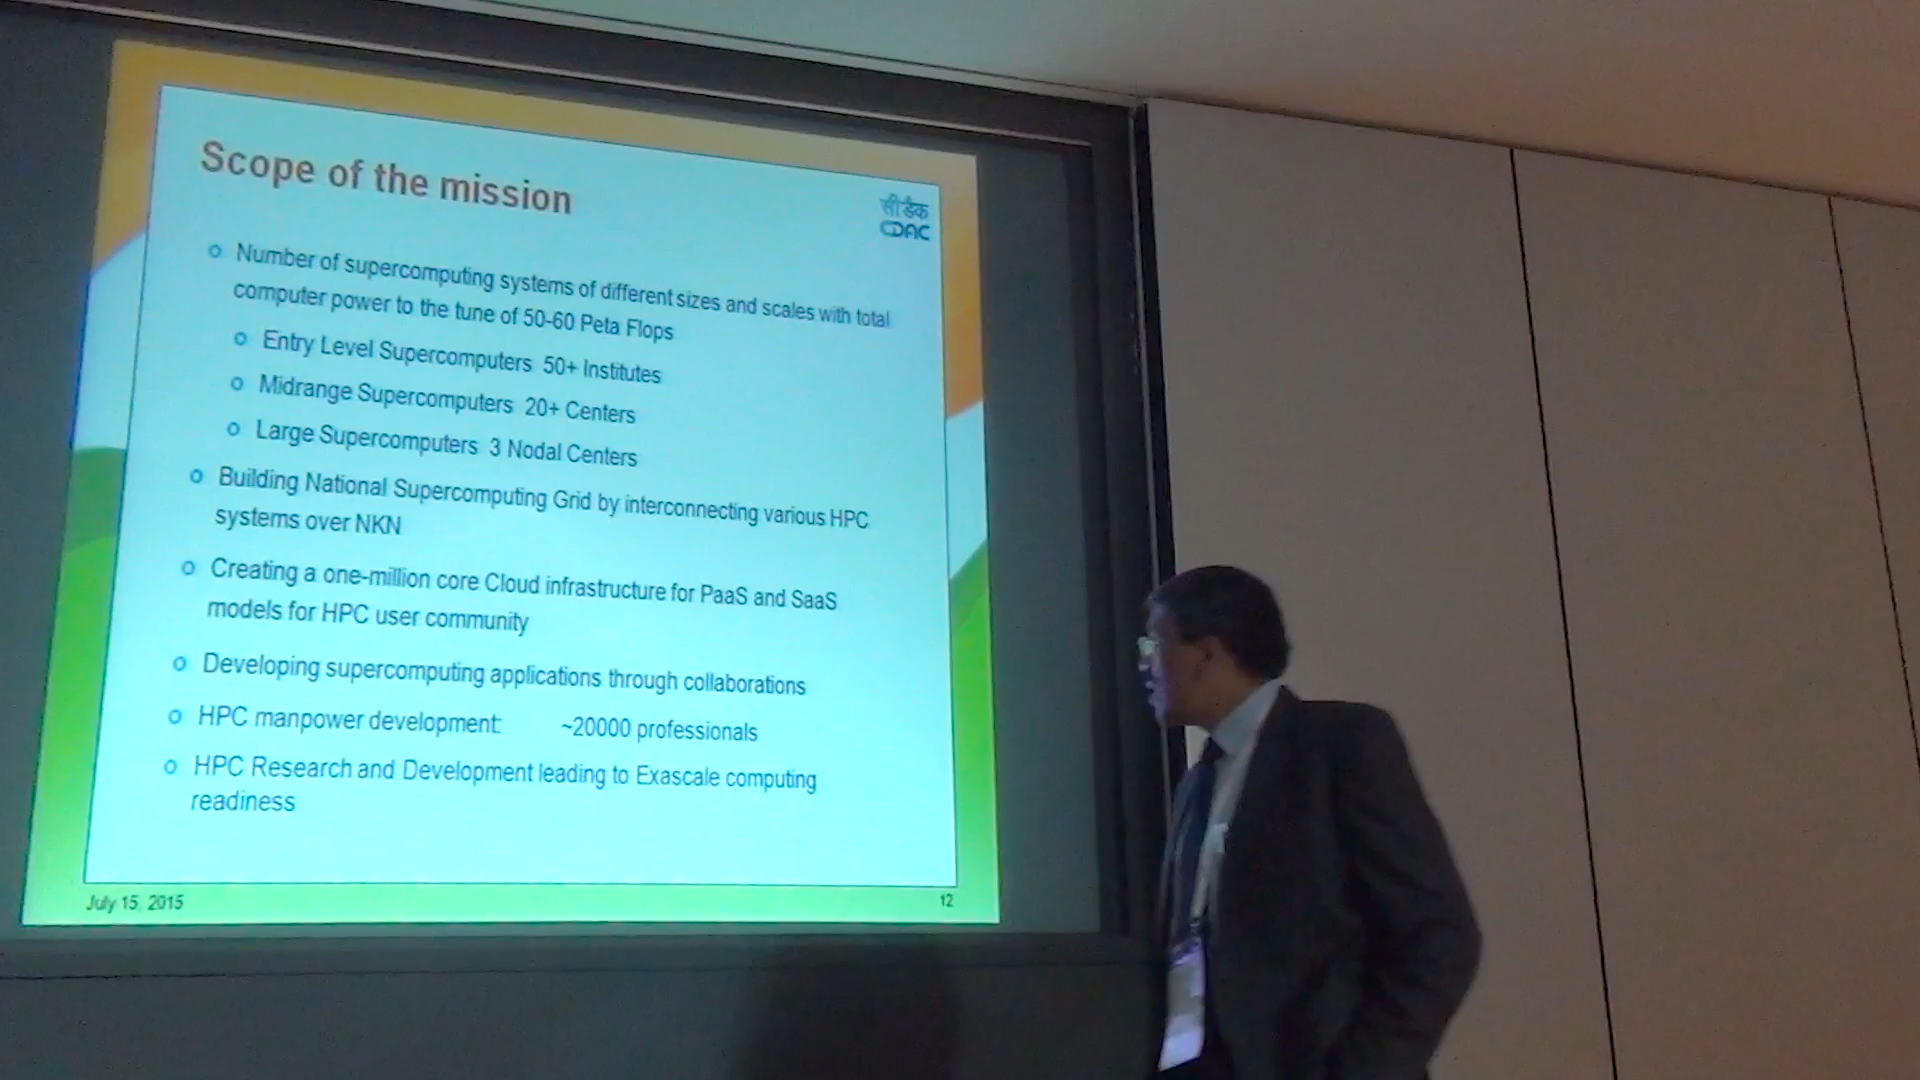 Scope of the mission
सी डैक
CDAC
Number of supercomputing systems of different sizes and scales with total
computer power to the tune of 50-60 Peta Flops
Entry Level Supercomputers 50+ Institutes
Midrange Supercomputers 20+ Centers
Large Supercomputers 3 Nodal Centers
Building National Supercomputing Grid by interconnecting various HPC
systems over NKN
Creating a one-million core Cloud infrastructure for PaaS and SaaS
models for HPC user community
Developing supercomputing applications through collaborations
HPC manpower development: ~20000 professionals
HPC Research and Development leading to Exascale computing
readiness
July 15, 2015
12